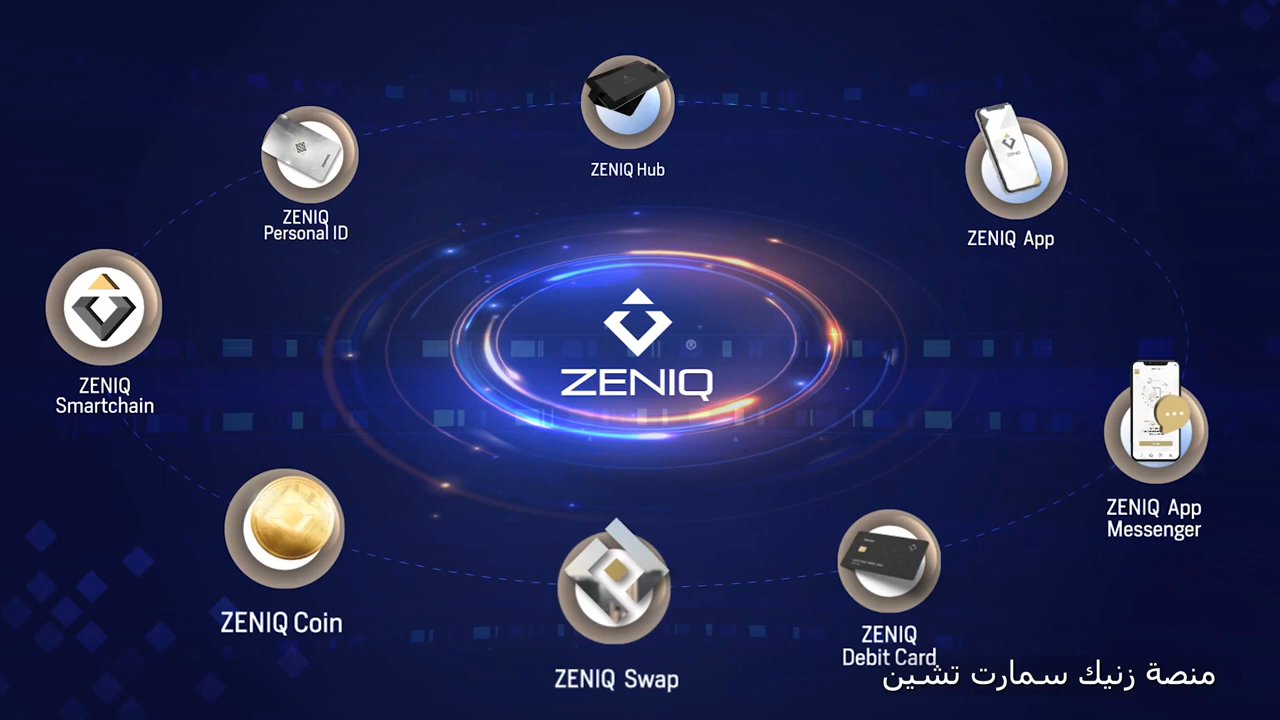 ZENIQ Hub
ZENIQ
Personal ID
ZENIQ App
ZENIQ
Smartchain
ZENIQ
®
ZENIQ App
Messenger
ZENIQ Coin
ZENIQ Swap
ZENIQ
Debit Card
منصة زنيك سمارت تشين